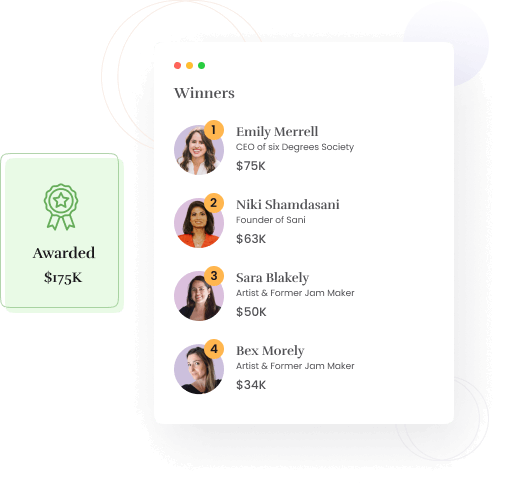 Winners
1
Emily Merrell
CEO of six Degrees Society
$75K
2
Niki Shamdasani
Founder of Sani
$63K
3
Sara Blakely
Artist & Former Jam Maker
$50K
4
Bex Morely
Artist & Former Jam Maker
$34K
Awarded
$175K